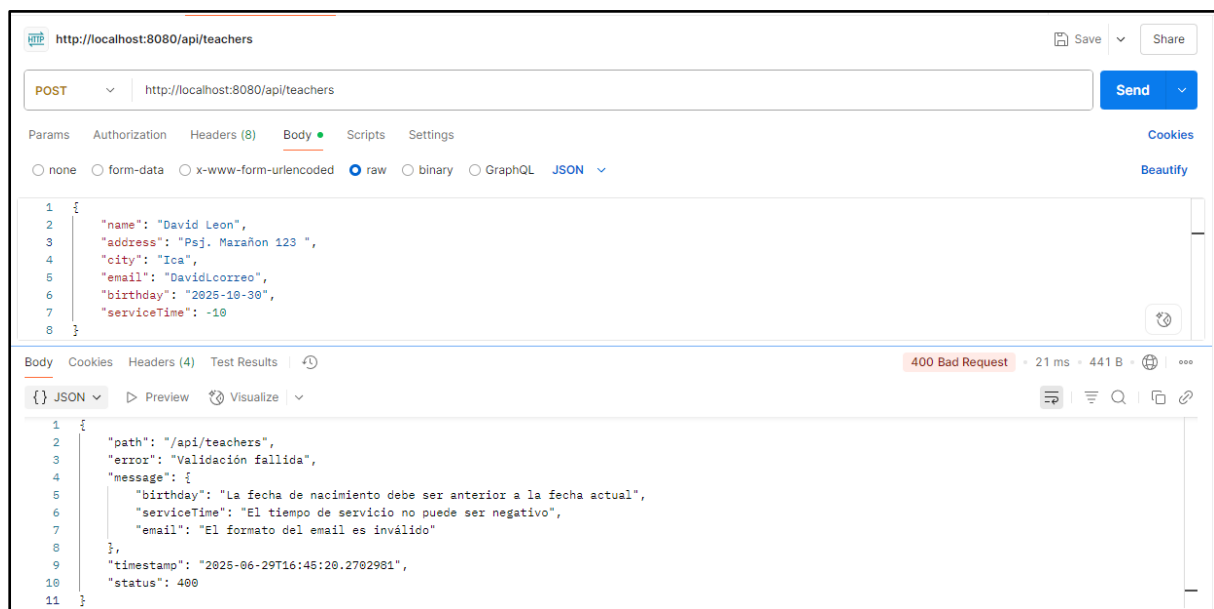 HTTP http://localhost:8080/api/teachers Save Share
POST http://localhost:8080/api/teachers Send
Params Authorization Headers (8) Body Scripts Settings Cookies
none form-data x-www-form-urlencoded raw binary GraphQL JSON Beautify
1 {
2 "name": "David Leon",
3 "address": "Psj. Marañon 123 ",
4 "city": "Ica",
5 "email": "DavidLcorreo",
6 "birthday": "2025-10-30",
7 "serviceTime": -10
8 }
Body Cookies Headers (4) Test Results 400 Bad Request 21 ms 441 B
{} JSON Preview Visualize
1 {
2 "path": "/api/teachers",
3 "error": "Validación fallida",
4 "message": {
5 "birthday": "La fecha de nacimiento debe ser anterior a la fecha actual",
6 "serviceTime": "El tiempo de servicio no puede ser negativo",
7 "email": "El formato del email es inválido"
8 },
9 "timestamp": "2025-06-29T16:45:20.2702981",
10 "status": 400
11 }